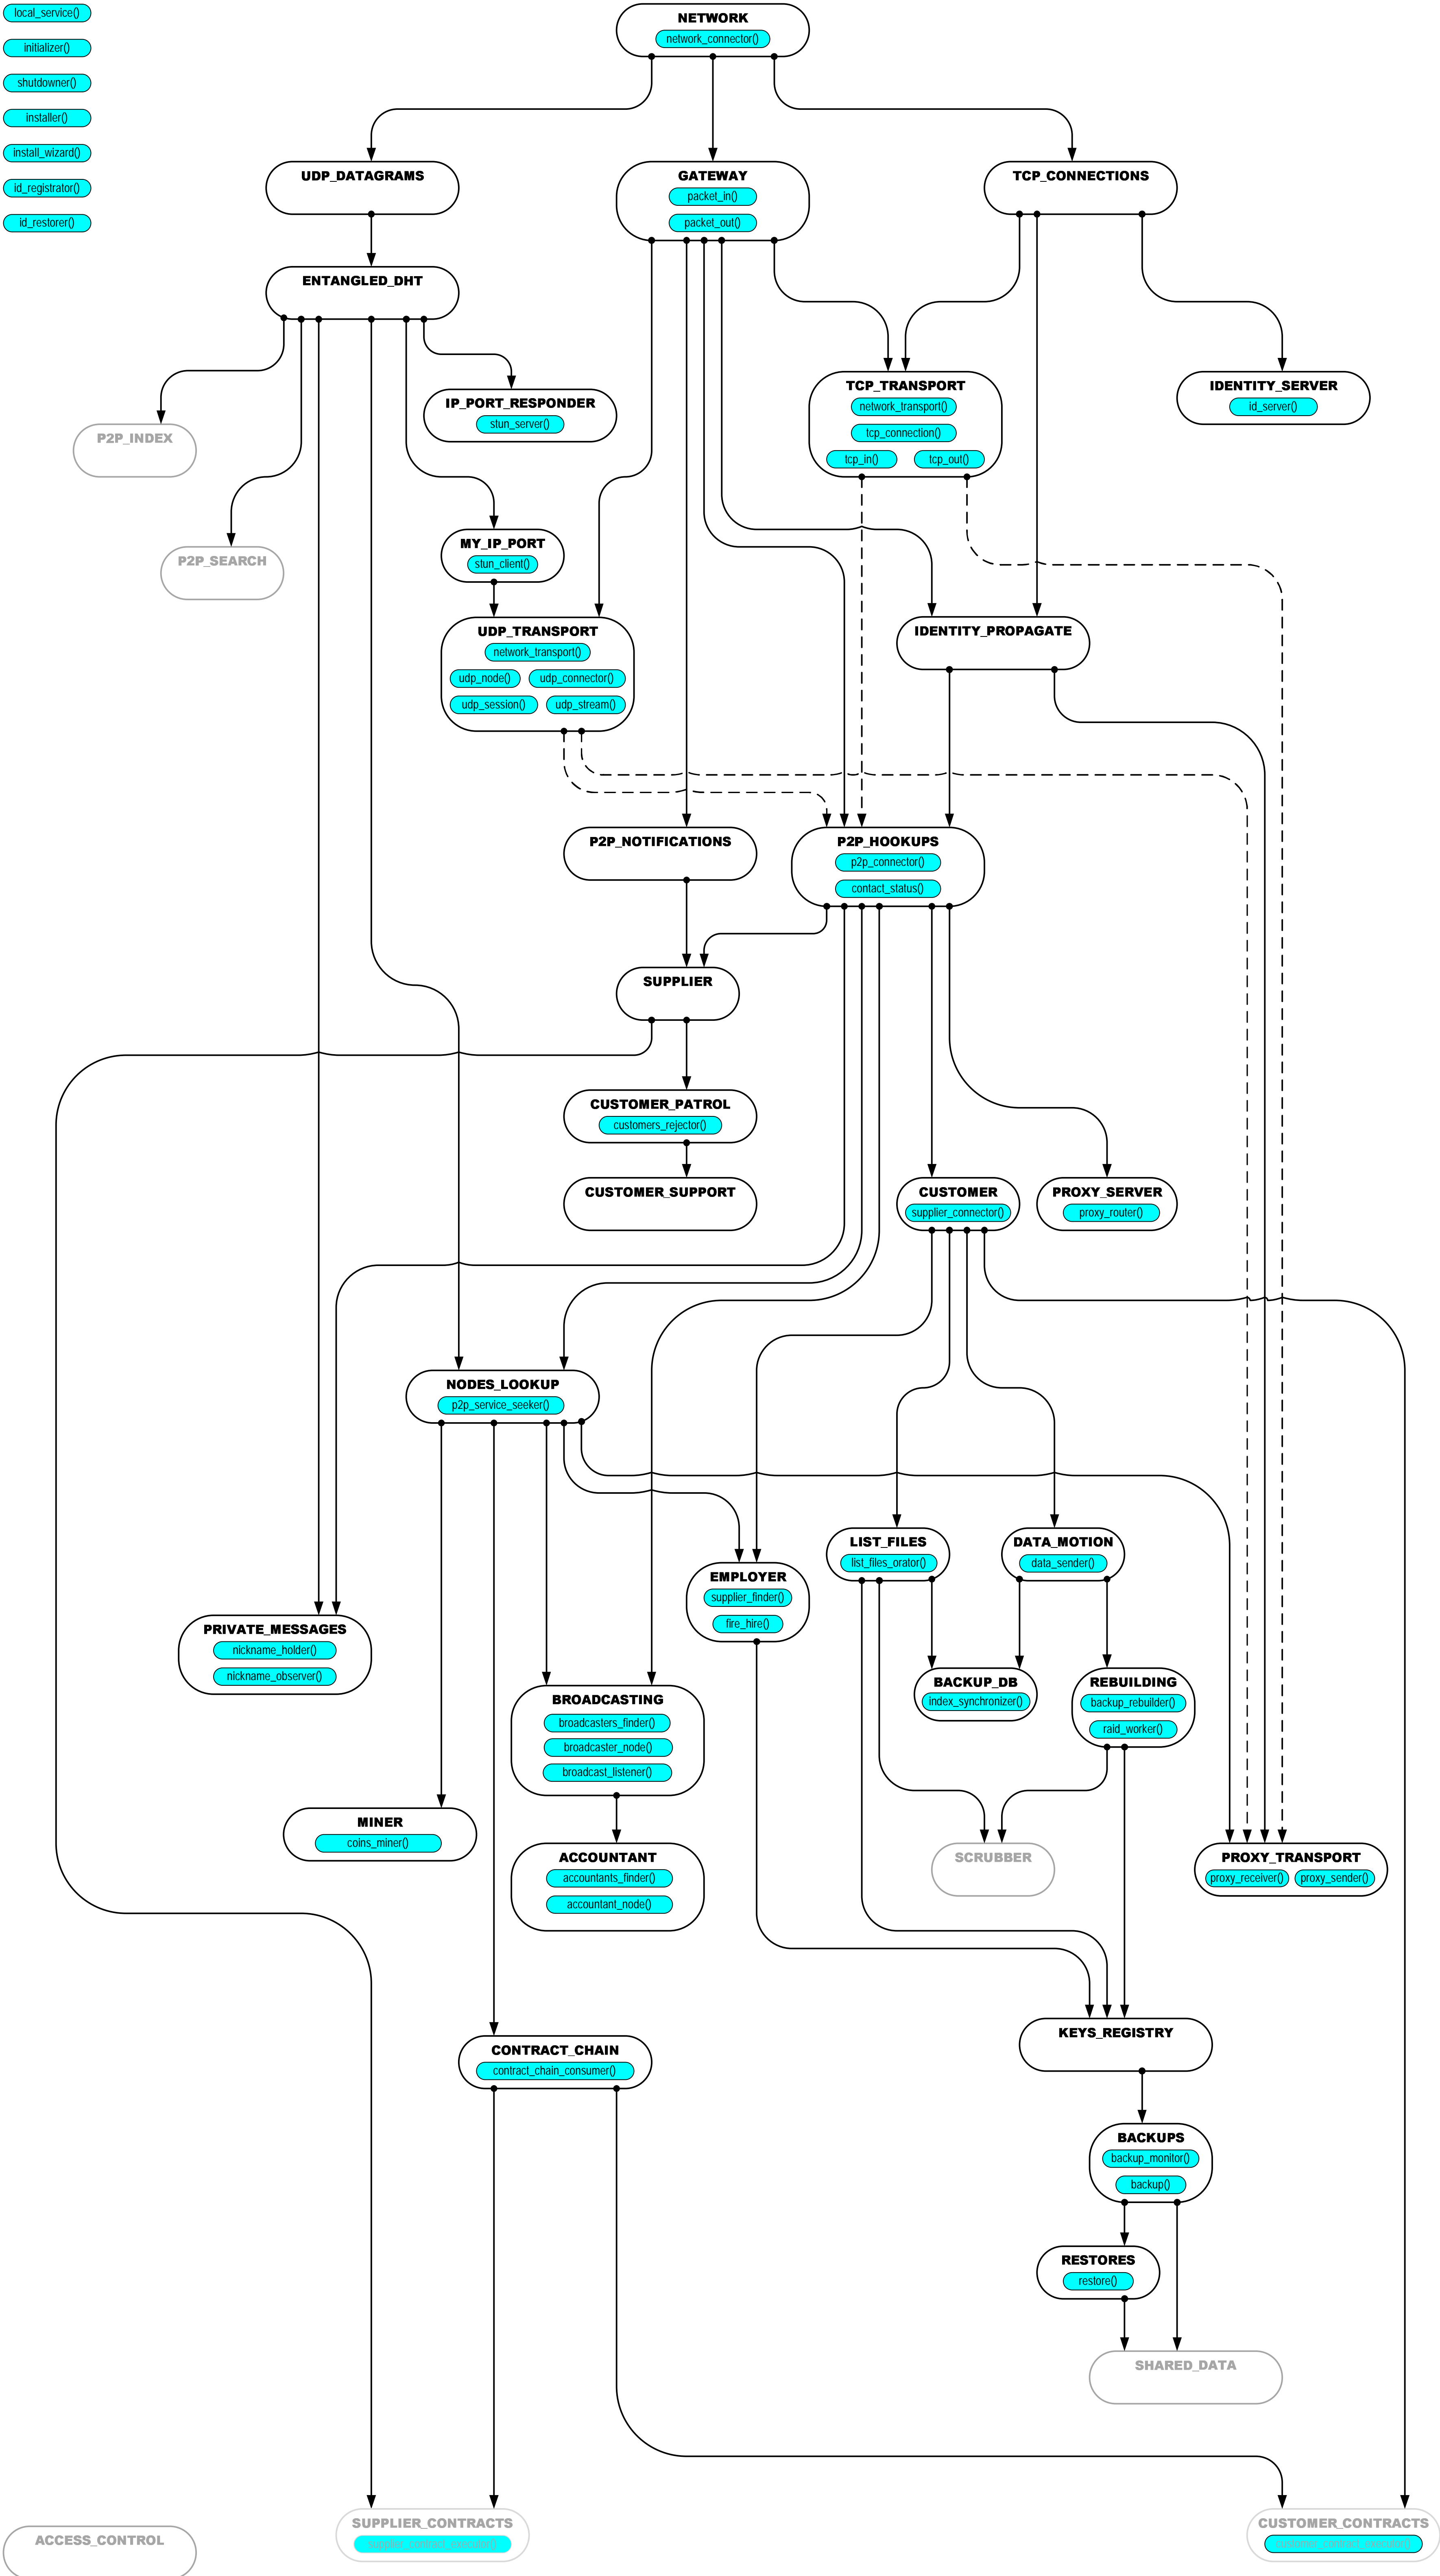 local_service()
initializer()
shutdowner()
installer()
install_wizard()
id_registrator()
id_restorer()
NETWORK
network_connector()
UDP_DATAGRAMS
GATEWAY
packet_in()
packet_out()
TCP_CONNECTIONS
ENTANGLED_DHT
IP_PORT_RESPONDER
stun_server()
TCP_TRANSPORT
network_transport()
tcp_connection()
tcp_in()
tcp_out()
IDENTITY_SERVER
id_server()
P2P_INDEX
P2P_SEARCH
MY_IP_PORT
stun_client()
UDP_TRANSPORT
network_transport()
udp_node()
udp_connector()
udp_session()
udp_stream()
IDENTITY_PROPAGATE
P2P_NOTIFICATIONS
P2P_HOOKUPS
p2p_connector()
contact_status()
SUPPLIER
CUSTOMER_PATROL
customers_rejector()
CUSTOMER_SUPPORT
CUSTOMER
supplier_connector()
PROXY_SERVER
proxy_router()
NODES_LOOKUP
p2p_service_seeker()
LIST_FILES
list_files_orator()
DATA_MOTION
data_sender()
EMPLOYER
supplier_finder()
fire_hire()
PRIVATE_MESSAGES
nickname_holder()
nickname_observer()
BACKUP_DB
index_synchronizer()
REBUILDING
backup_rebuilder()
raid_worker()
BROADCASTING
broadcasters_finder()
broadcaster_node()
broadcast_listener()
MINER
coins_miner()
ACCOUNTANT
accountants_finder()
accountant_node()
SCRUBBER
PROXY_TRANSPORT
proxy_receiver()
proxy_sender()
KEYS_REGISTRY
CONTRACT_CHAIN
contract_chain_consumer()
BACKUPS
backup_monitor()
backup()
RESTORES
restore()
SHARED_DATA
ACCESS_CONTROL
SUPPLIER_CONTRACTS
supplier_contract_executor()
CUSTOMER_CONTRACTS
customer_contract_executor()